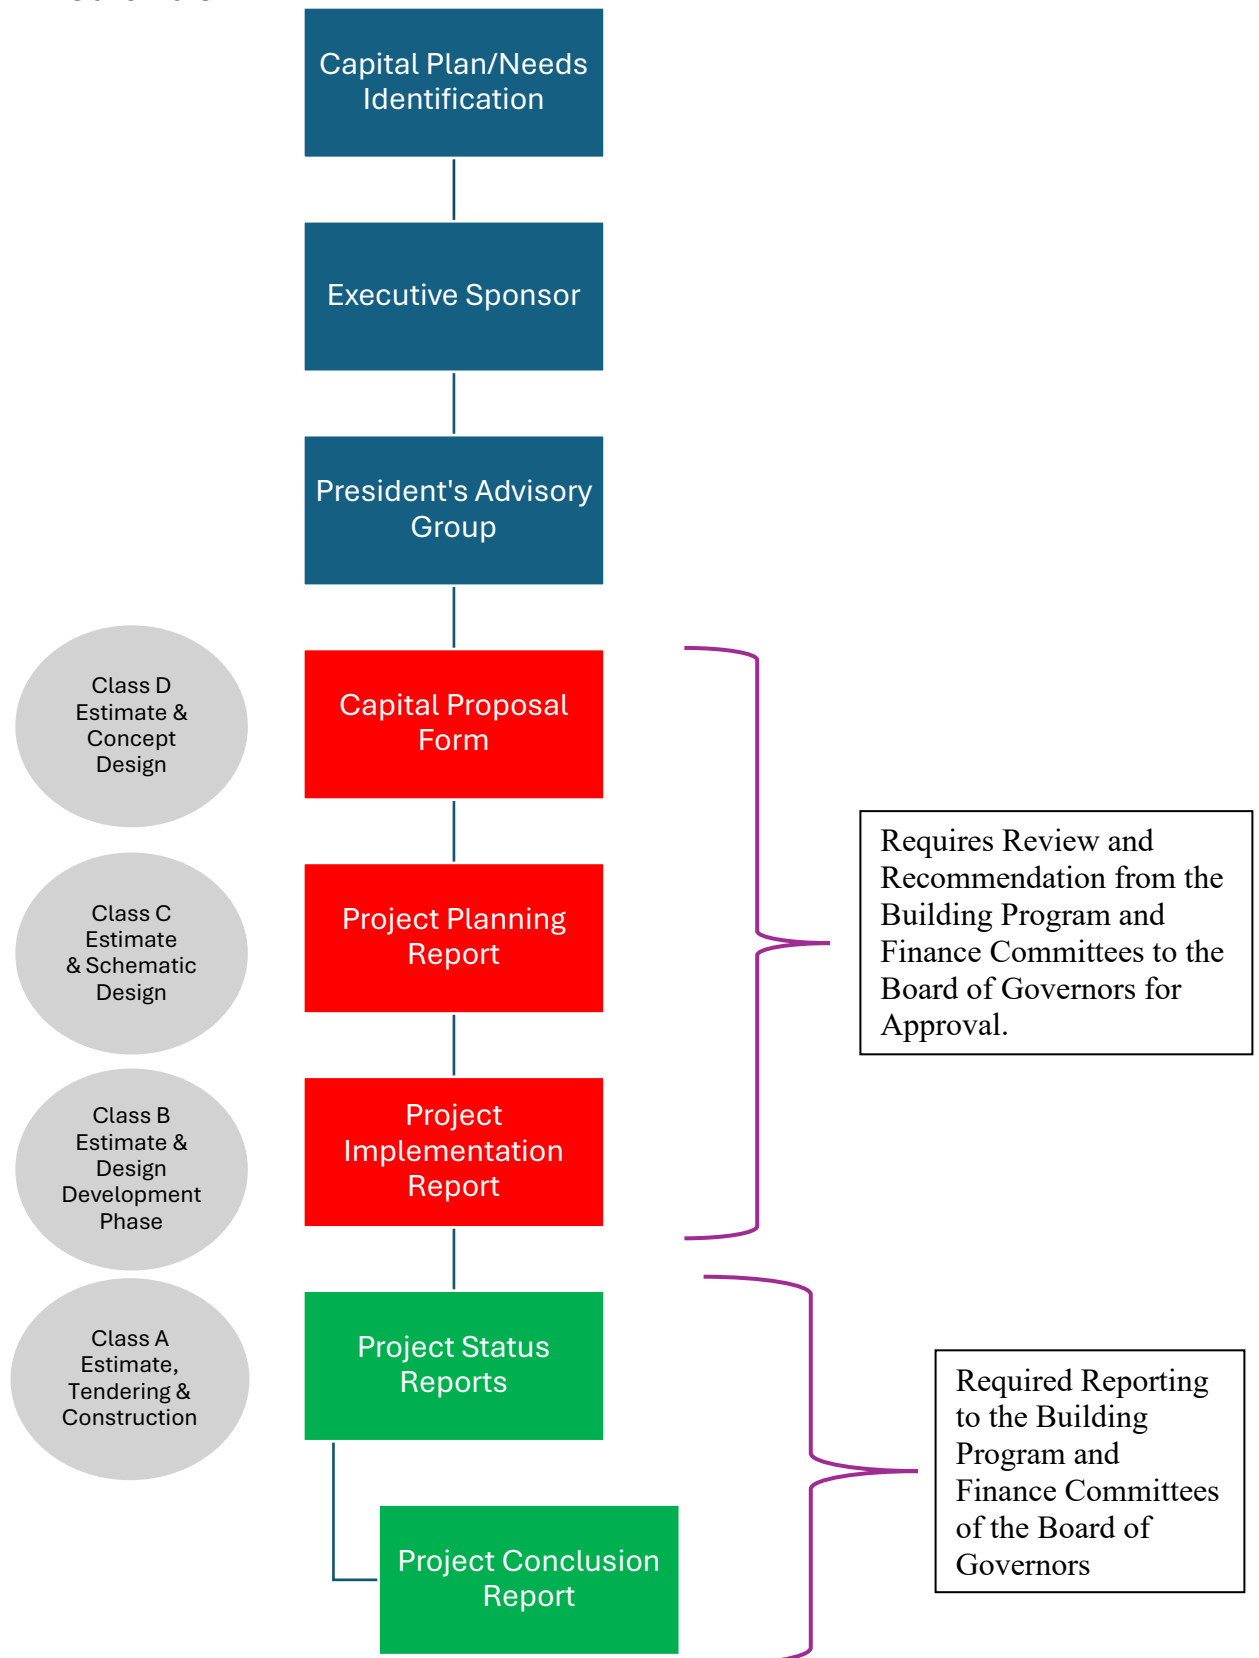 Capital Plan/Needs
Identification
Executive Sponsor
President's Advisory
Group
Class D
Estimate &
Concept
Design
Capital Proposal
Form
Requires Review and
Recommendation from the
Building Program and
Finance Committees to the
Board of Governors for
Approval.
Class C
Estimate
& Schematic
Design
Project Planning
Report
Class B
Estimate &
Design
Development
Phase
Project
Implementation
Report
Class A
Estimate,
Tendering &
Construction
Project Status
Reports
Required Reporting
to the Building
Program and
Finance Committees
of the Board of
Governors
Project Conclusion
Report